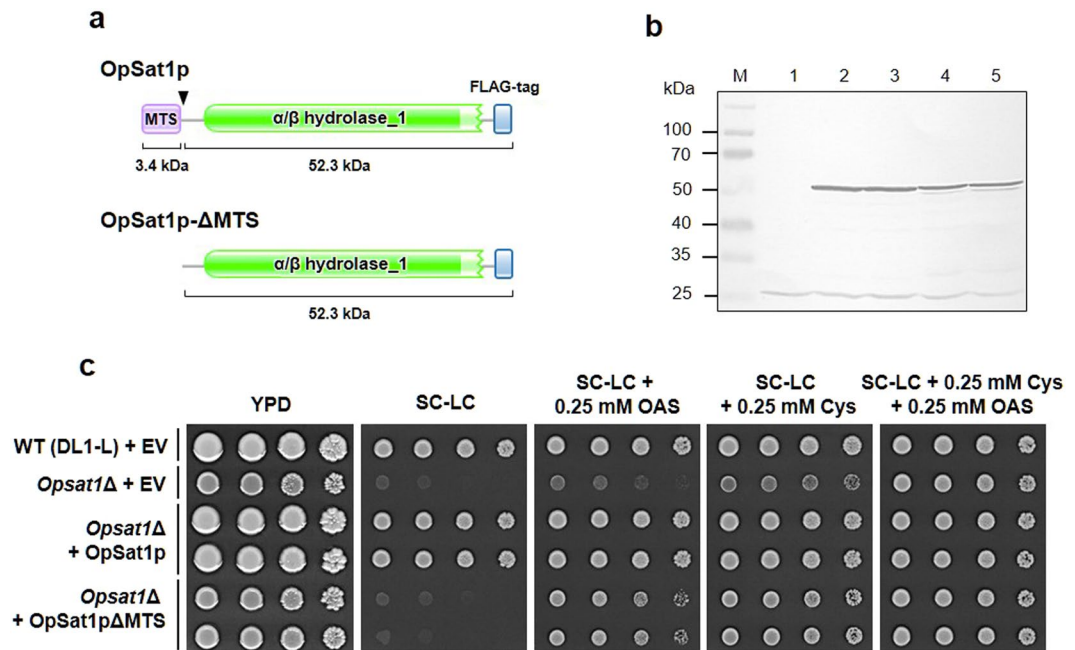 a
OpSat1p
FLAG-tag
MTS
α/β hydrolase_1
3.4 kDa
52.3 kDa
OpSat1p-ΔMTS
α/β hydrolase_1
52.3 kDa
b
M 1 2 3 4 5
kDa
100
70
50
40
35
25
c
YPD
SC-LC
SC-LC +
0.25 mM OAS
SC-LC
+ 0.25 mM Cys
SC-LC + 0.25 mM Cys
+ 0.25 mM OAS
WT (DL1-L) + EV
Opsat1Δ + EV
Opsat1Δ
+ OpSat1p
Opsat1Δ
+ OpSat1pΔMTS